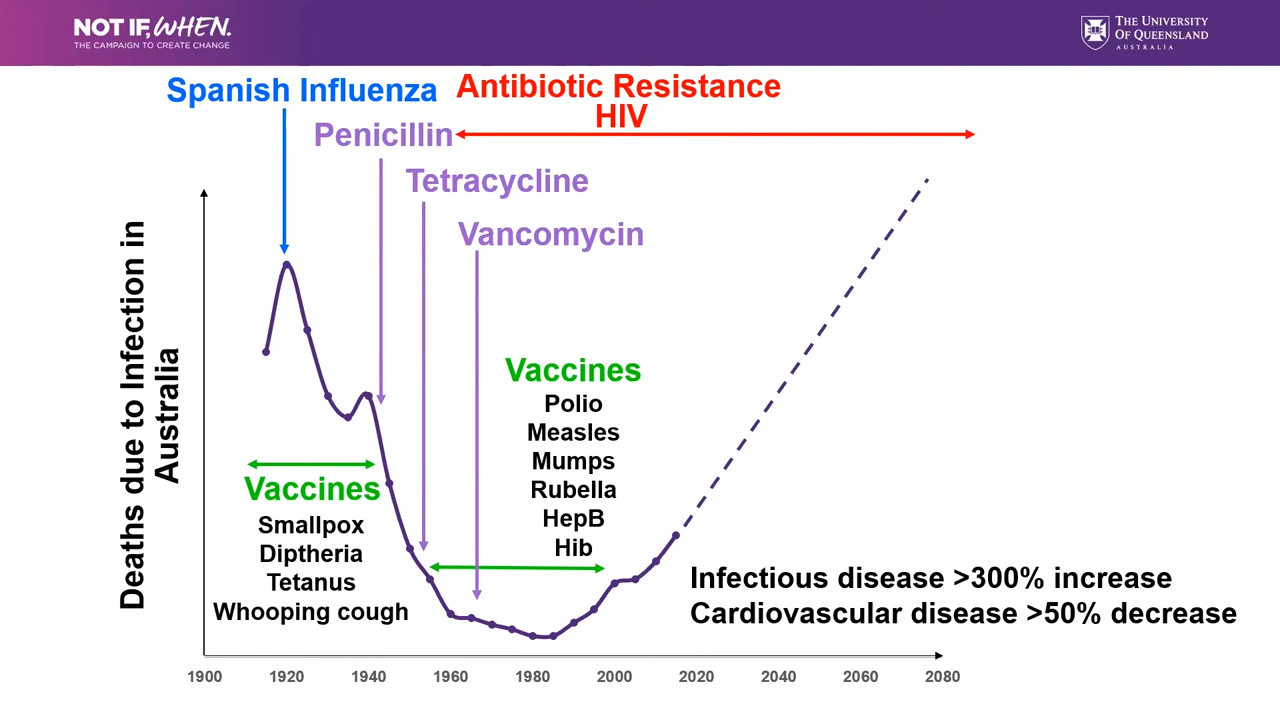 NOT IF, WHEN.
THE CAMPAIGN TO CREATE CHANGE
THE UNIVERSITY
OF QUEENSLAND
AUSTRALIA
Spanish Influenza
Antibiotic Resistance
HIV
Penicillin
Tetracycline
Vancomycin
Deaths due to Infection in
Australia
Vaccines
Polio
Measles
Mumps
Rubella
HepB
Hib
Vaccines
Smallpox
Diptheria
Tetanus
Whooping cough
Infectious disease >300% increase
Cardiovascular disease >50% decrease
1900 1920 1940 1960 1980 2000 2020 2040 2060 2080